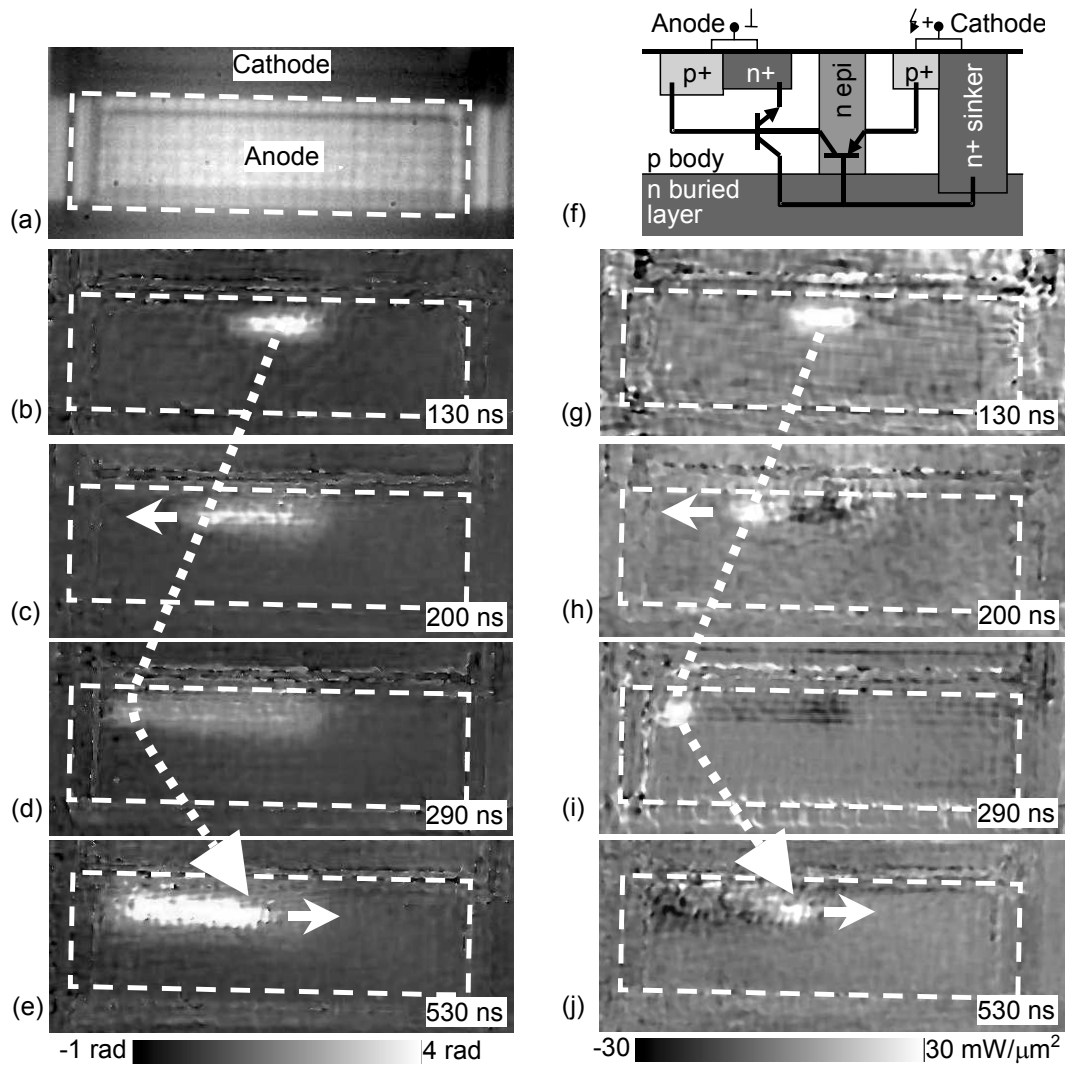 Cathode
Anode
(a)
Anode ⊥
+ Cathode
p+
n+
n epi
p+
n+ sinker
p body
n buried
layer
(f)
(b)
130 ns
(g)
130 ns
(c)
200 ns
(h)
200 ns
(d)
290 ns
(i)
290 ns
(e)
530 ns
(j)
530 ns
-1 rad
4 rad
-30
30 mW/μm²